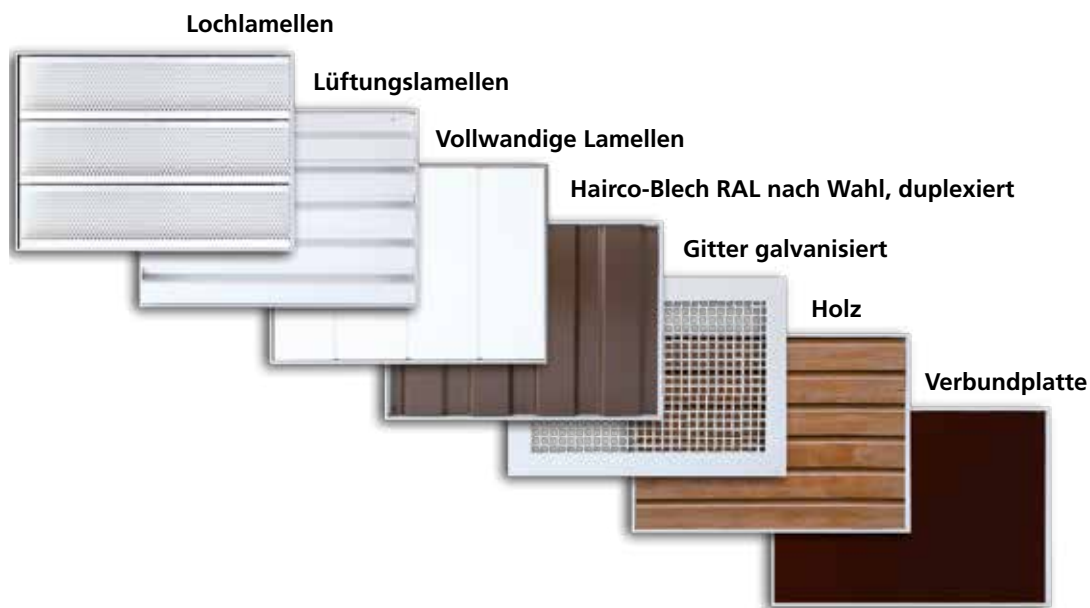 Lochlamellen
Lüftungslamellen
Vollwandige Lamellen
Hairco-Blech RAL nach Wahl, duplexiert
Gitter galvanisiert
Holz
Verbundplatte